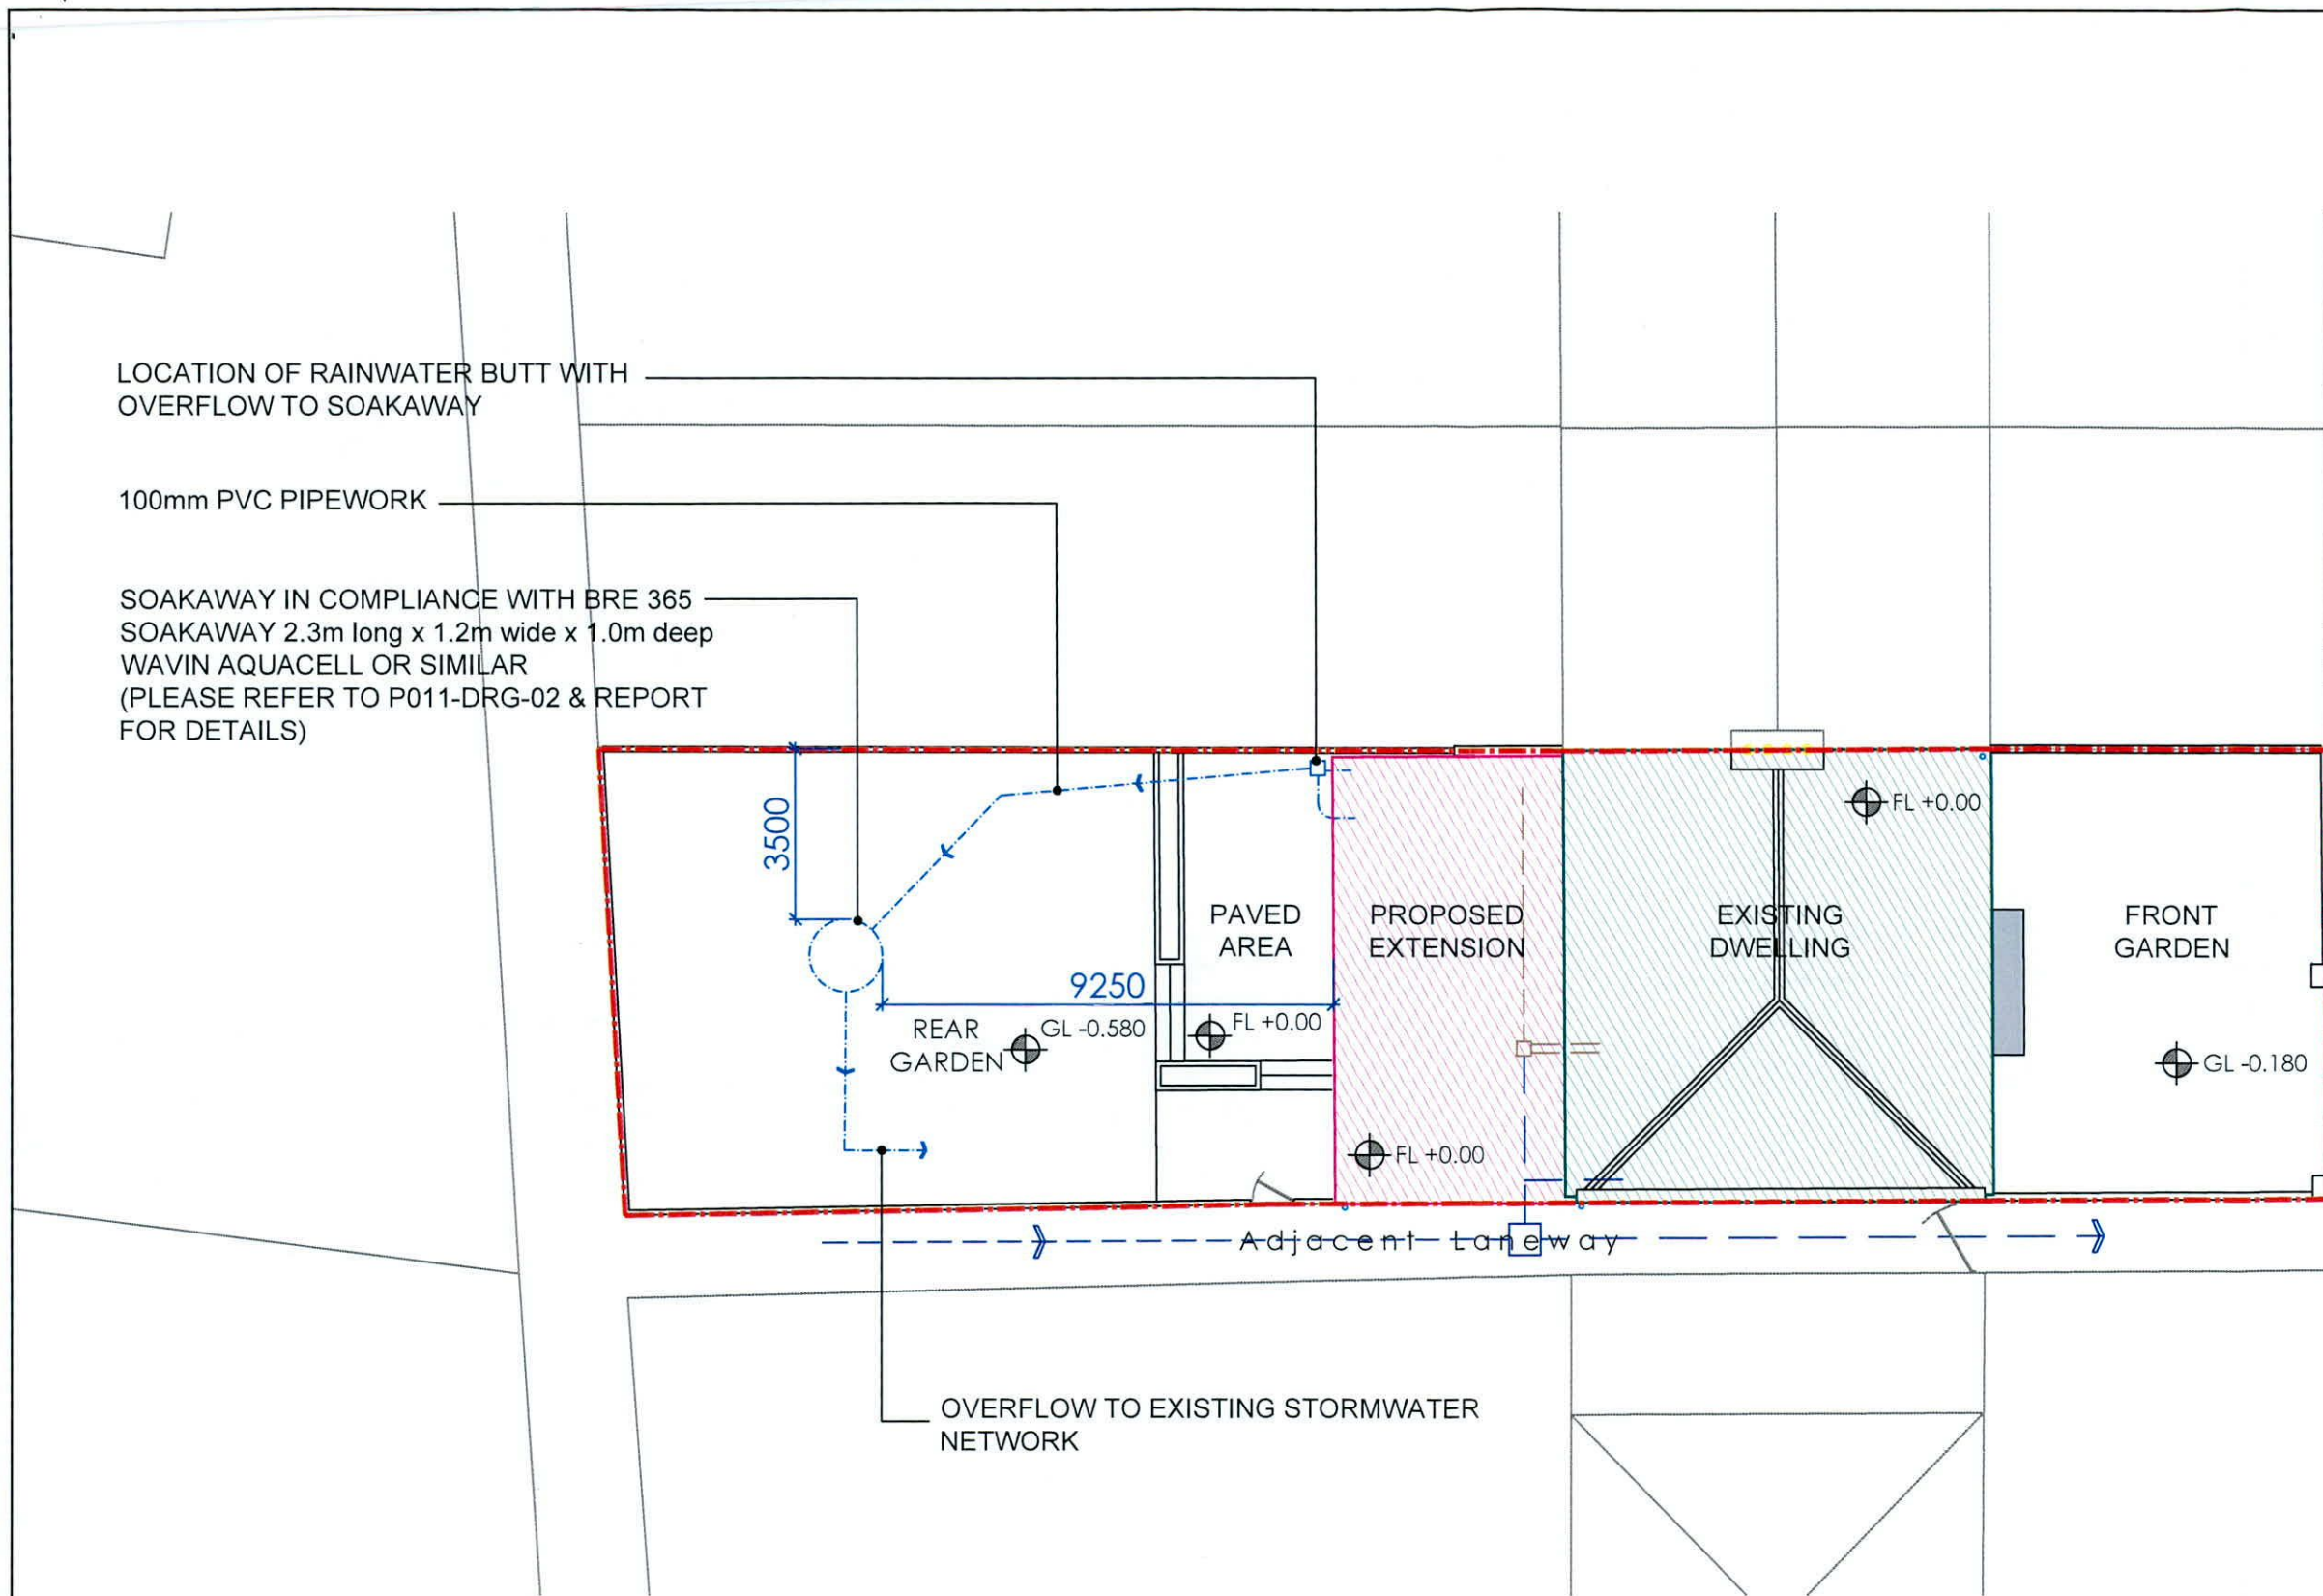 LOCATION OF RAINWATER BUTT WITH
OVERFLOW TO SOAKAWAY
100mm PVC PIPEWORK
SOAKAWAY IN COMPLIANCE WITH BRE 365
SOAKAWAY 2.3m long x 1.2m wide x 1.0m deep
WAVIN AQUACELL OR SIMILAR
(PLEASE REFER TO P011-DRG-02 & REPORT
FOR DETAILS)
3500
FL +0.00
PAVED
AREA
PROPOSED
EXTENSION
EXISTING
DWELLING
FRONT
GARDEN
9250
REAR
GARDEN
GL -0.580
FL +0.00
GL -0.180
FL +0.00
Adjacent Laneway
OVERFLOW TO EXISTING STORMWATER
NETWORK